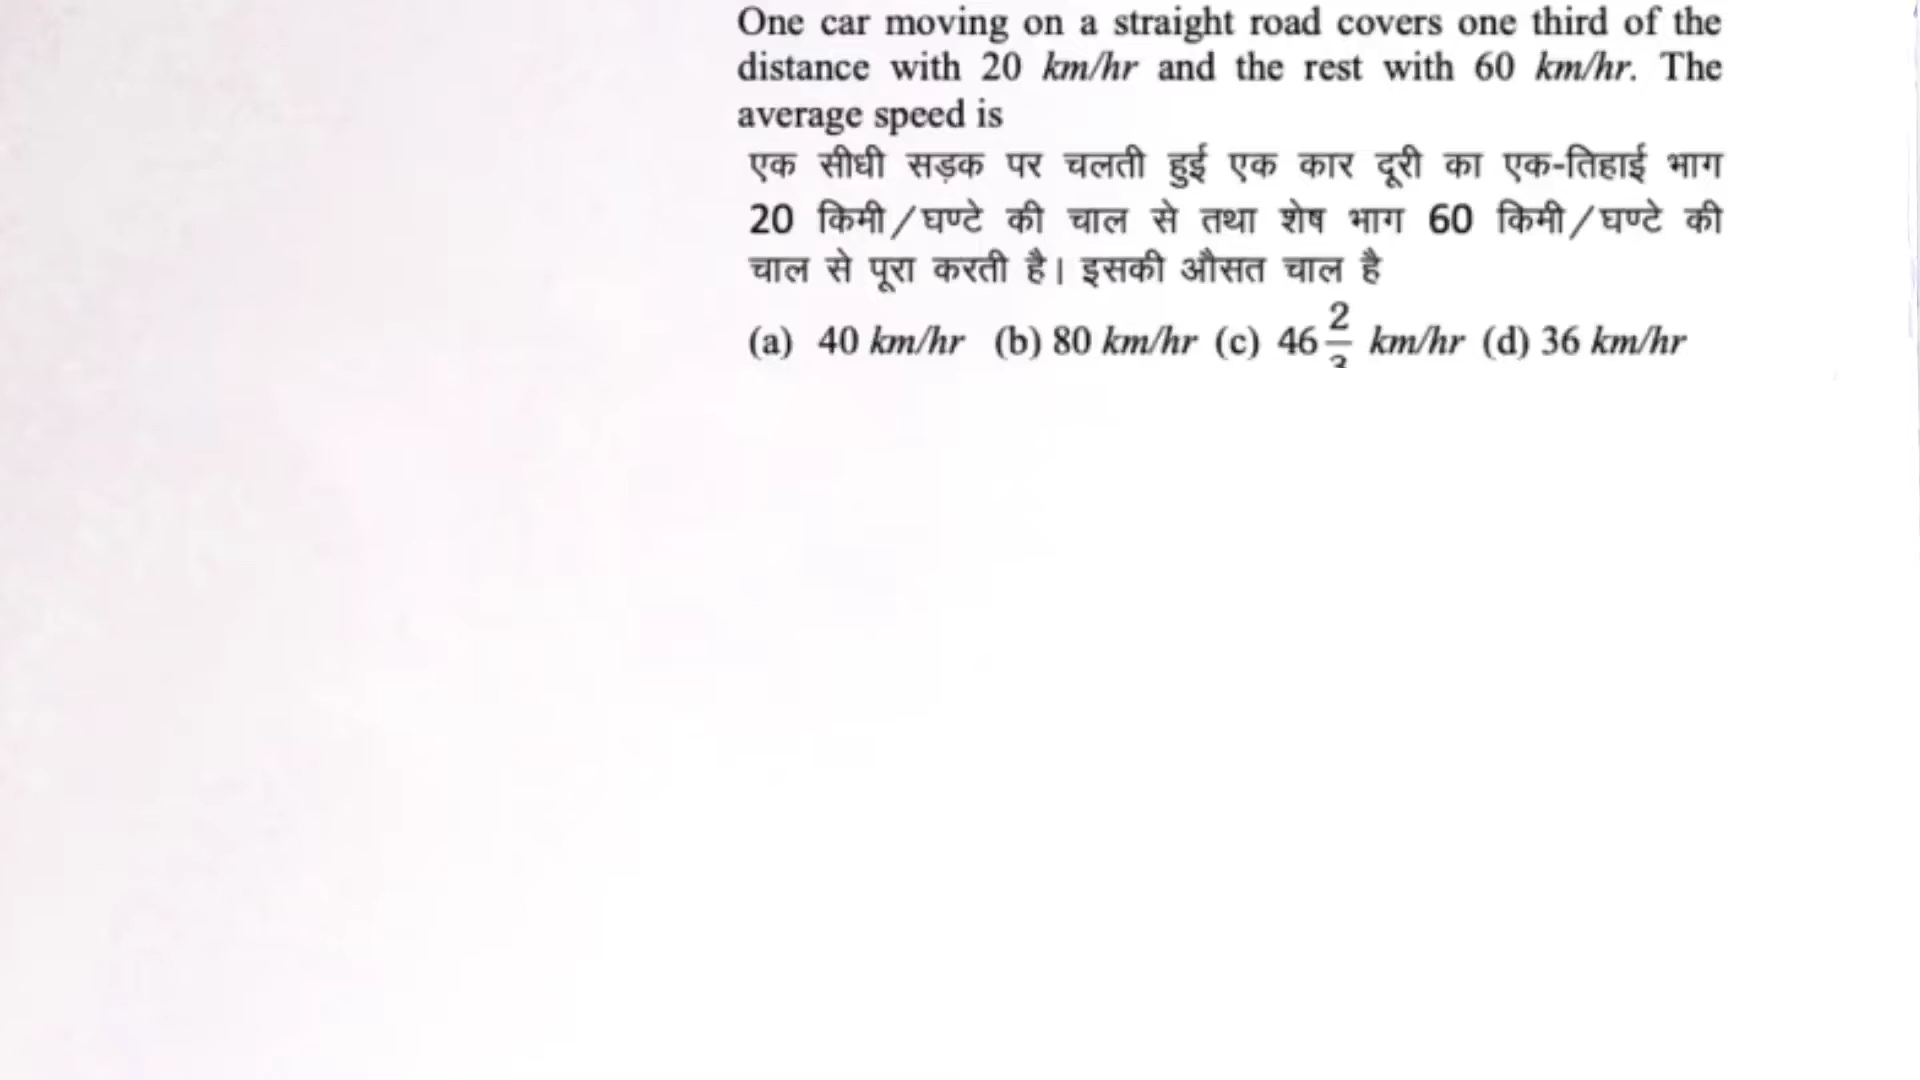 One car moving on a straight road covers one third of the
distance with 20 km/hr and the rest with 60 km/hr. The
average speed is
एक सीधी सड़क पर चलती हुई एक कार दूरी का एक-तिहाई भाग
20 किमी/घण्टे की चाल से तथा शेष भाग 60 किमी/घण्टे की
चाल से पूरा करती है। इसकी औसत चाल है
(a) 40 km/hr (b) 80 km/hr (c) 46 2/3 km/hr (d) 36 km/hr